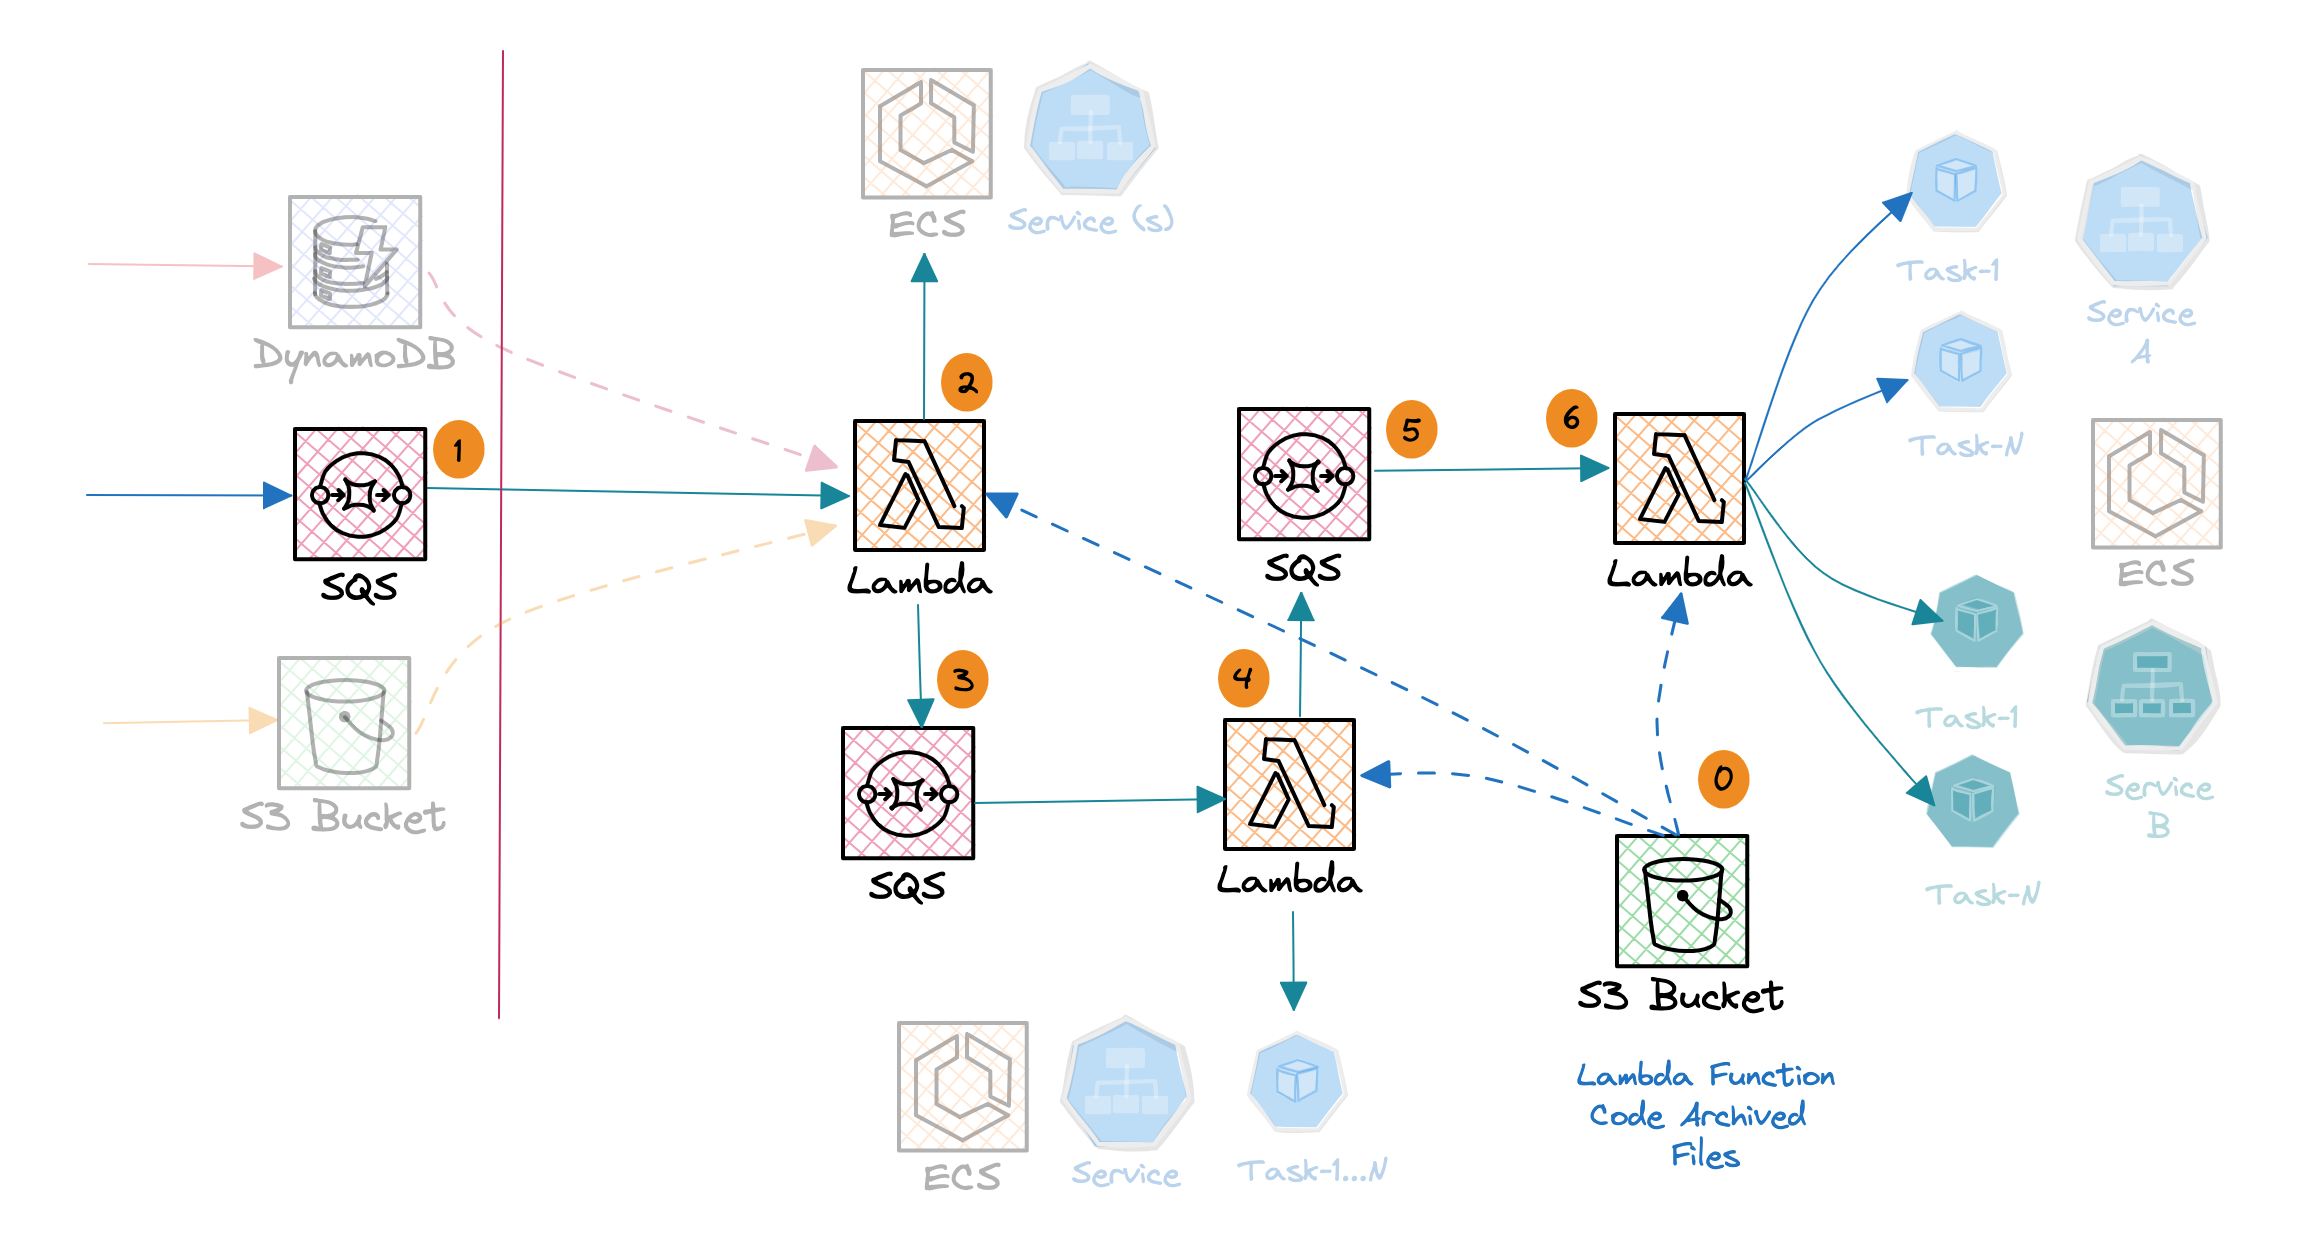 ECS
Service (s)
DynamoDB
1
SQS
S3 Bucket
2
Lambda
3
SQS
4
Lambda
5
SQS
6
Lambda
0
S3 Bucket
Lambda Function
Code Archived
Files
ECS
Service
Task-1...N
Task-1
Task-N
Service
A
ECS
Task-1
Task-N
Service
B